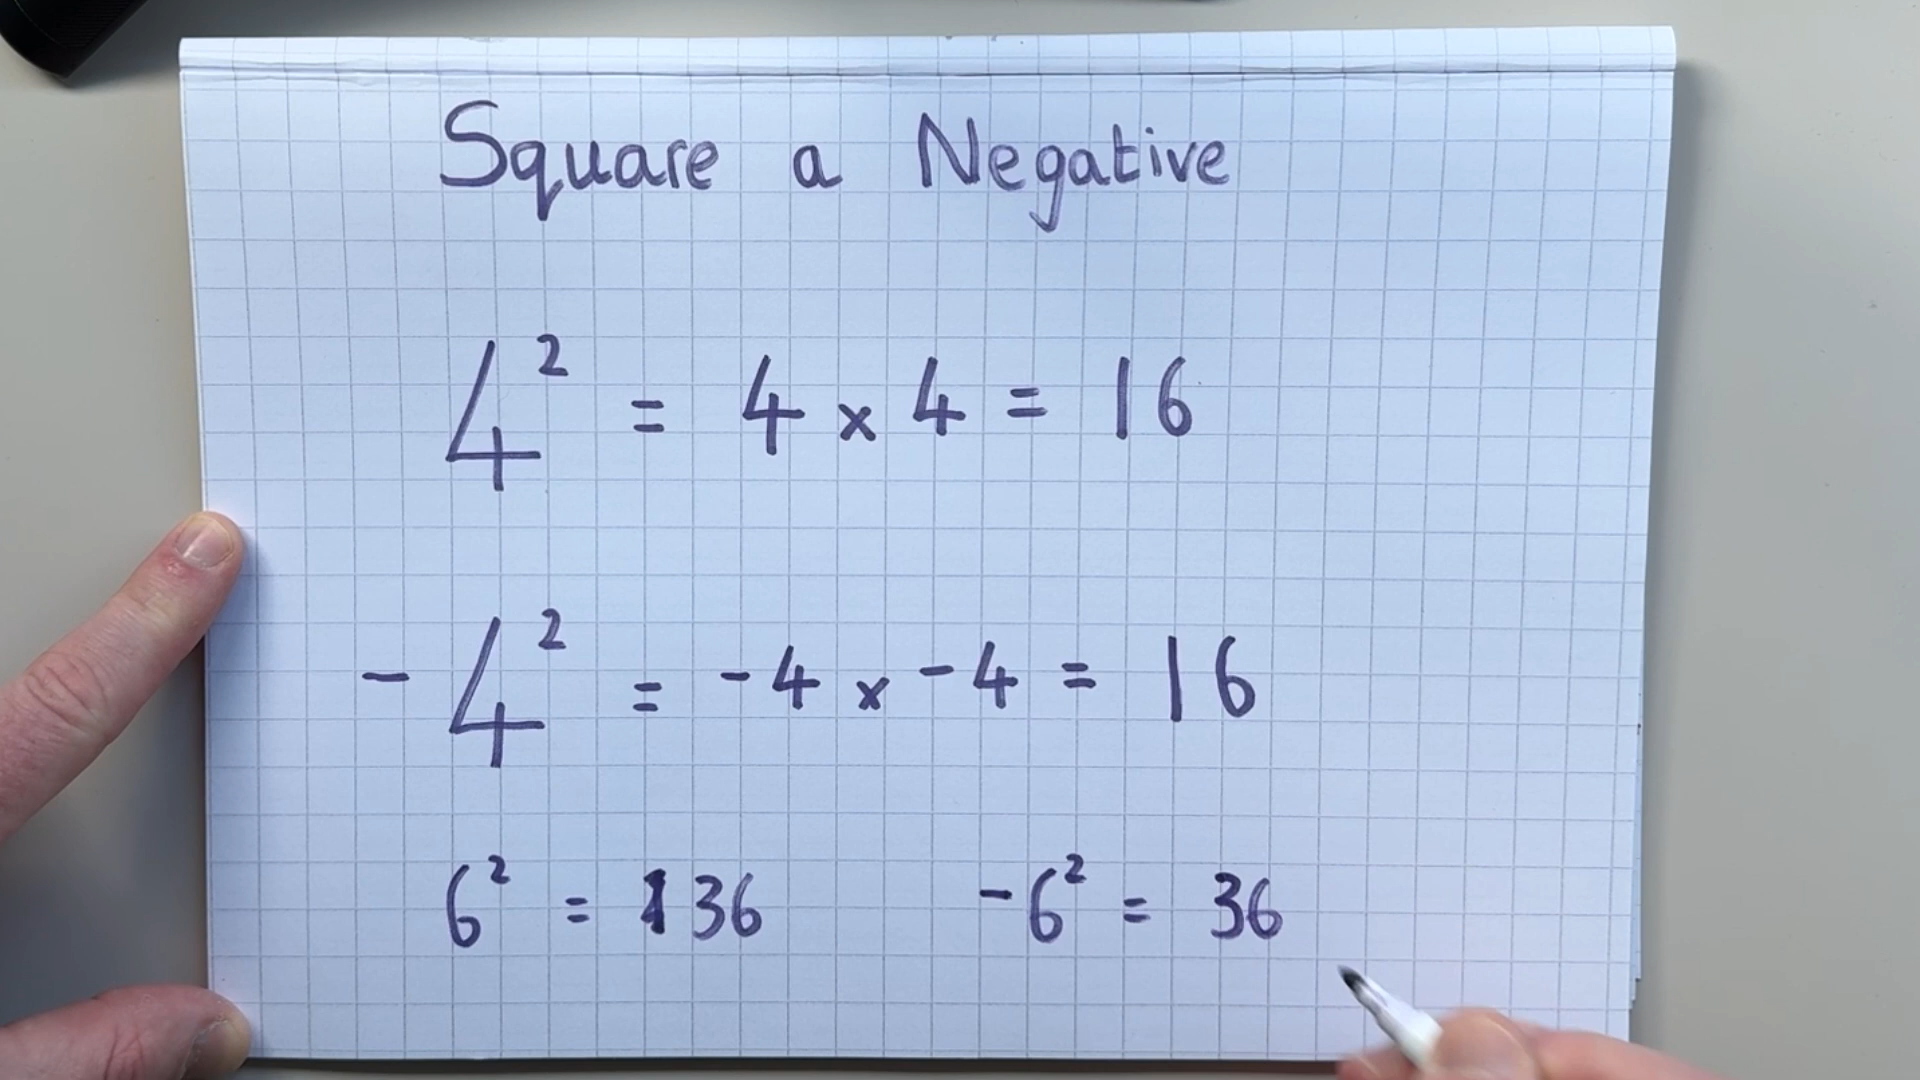 Square a Negative
4² = 4 x 4 = 16
- 4² = -4 x -4 = 16
6² = 36 -6² = 36